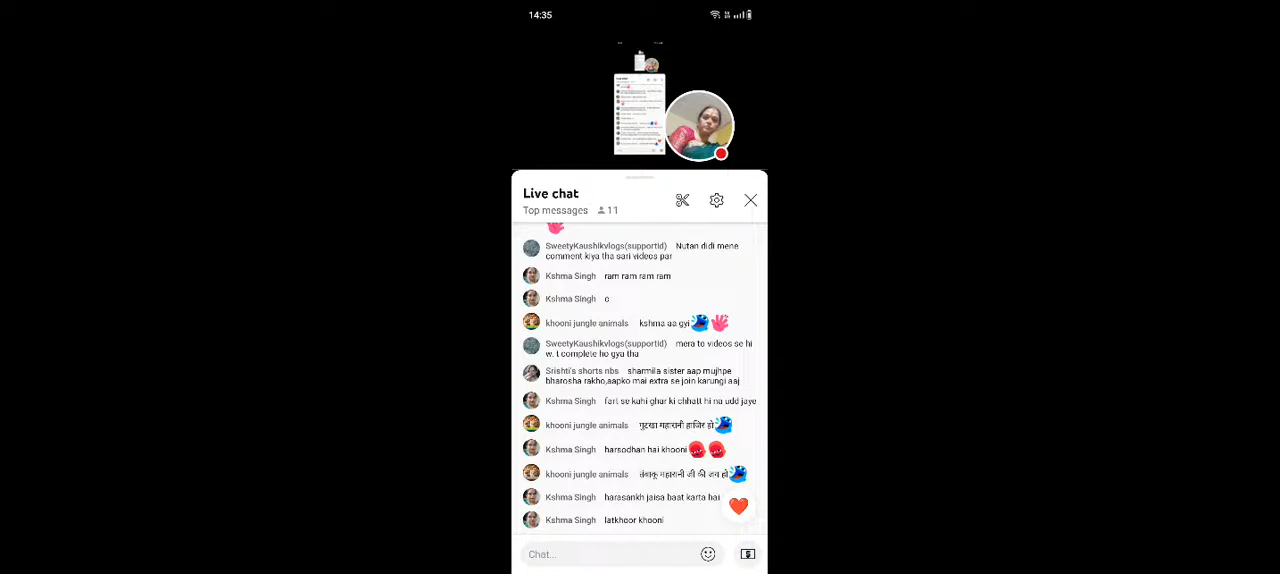 14:35
Live chat
Top messages 11
SweetyKaushikvlogs(supportid) Nutan didi mene
comment kiya tha sari videos par
Kshma Singh ram ram ram ram
Kshma Singh c
khooni jungle animals kshma aa gyi
SweetyKaushikvlogs(supportid) mera to videos se hi
w. t complete ho gya tha
Srishti's shorts nbs sharmila sister aap mujhpe
bharosha rakho,aapko mai extra se join karungi aaj
Kshma Singh fart se kahi ghar ki chhatt hi na udd jaye
khooni jungle animals गुटखा महारानी हाजिर हो
Kshma Singh harsodhan hai khooni
khooni jungle animals तंबाकू महारानी जी की जय हो
Kshma Singh harasankh jaisa baat karta hai
Kshma Singh latkhoor khooni
Chat...